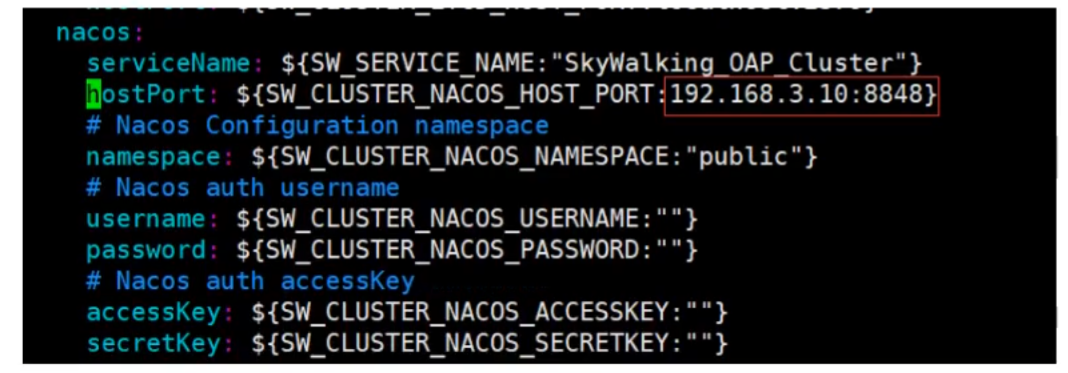 nacos:
serviceName: ${SW_SERVICE_NAME:"SkyWalking_OAP_Cluster"}
hostPort: ${SW_CLUSTER_NACOS_HOST_PORT:192.168.3.10:8848}
# Nacos Configuration namespace
namespace: ${SW_CLUSTER_NACOS_NAMESPACE:"public"}
# Nacos auth username
username: ${SW_CLUSTER_NACOS_USERNAME:""}
password: ${SW_CLUSTER_NACOS_PASSWORD:""}
# Nacos auth accessKey
accessKey: ${SW_CLUSTER_NACOS_ACCESSKEY:""}
secretKey: ${SW_CLUSTER_NACOS_SECRETKEY:""}